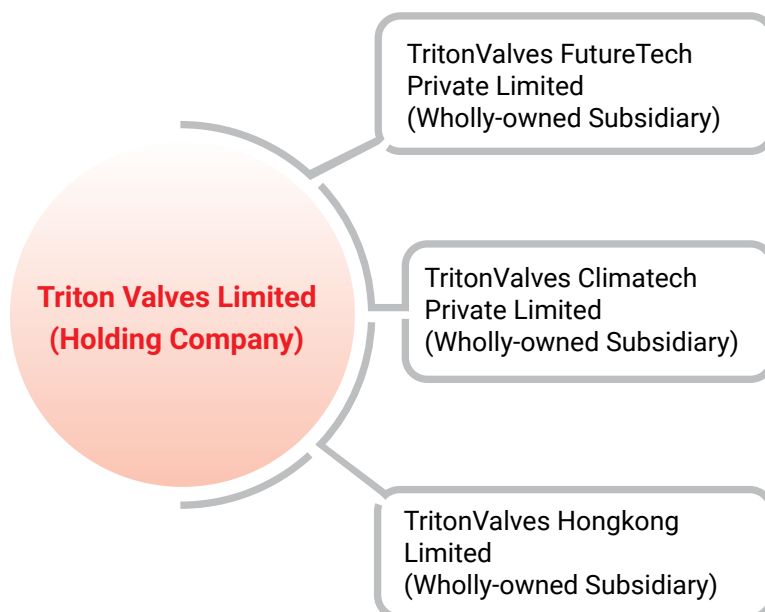 TritonValves FutureTech
Private Limited
(Wholly-owned Subsidiary)
Triton Valves Limited
(Holding Company)
TritonValves Climatech
Private Limited
(Wholly-owned Subsidiary)
TritonValves Hongkong
Limited
(Wholly-owned Subsidiary)